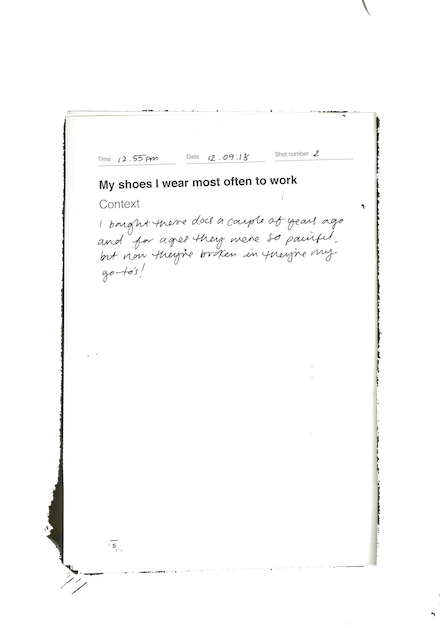 Time 12.55pm Date 12.09.18 Shot number 2
My shoes I wear most often to work
Context
I bought these docs a couple of years ago
and for ages they were so painful,
but now they're broken in they're my
go-to's!
5